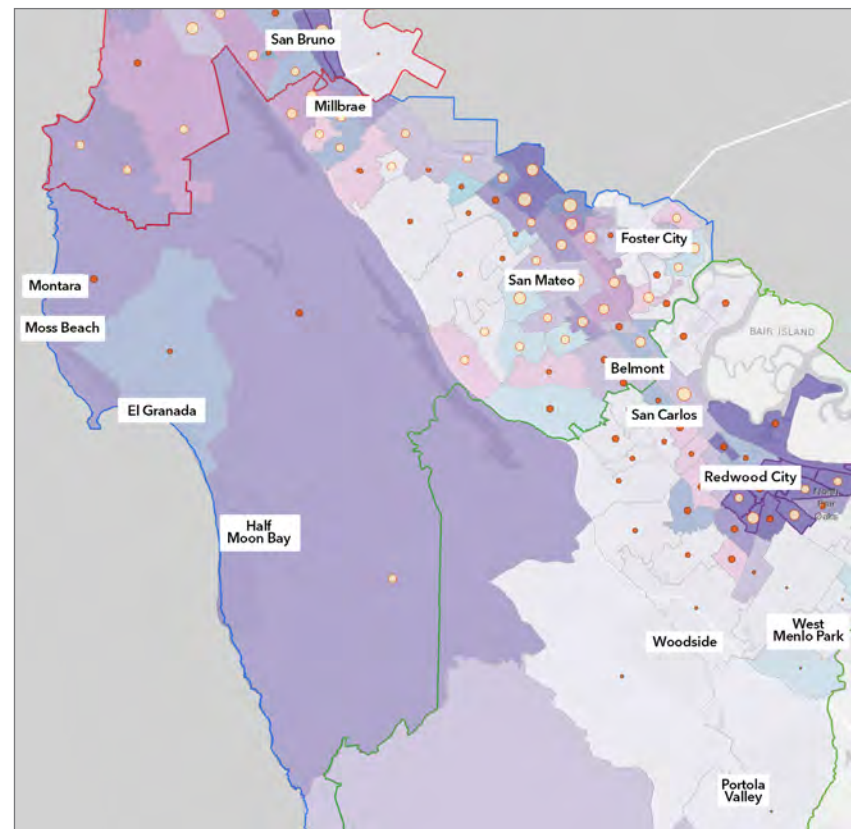 San Bruno
Millbrae
Foster City
San Mateo
Montara
Moss Beach
BAIR ISLAND
Belmont
El Granada
San Carlos
Redwood City
Half
Moon Bay
West
Menlo Park
Woodside
Portola
Valley